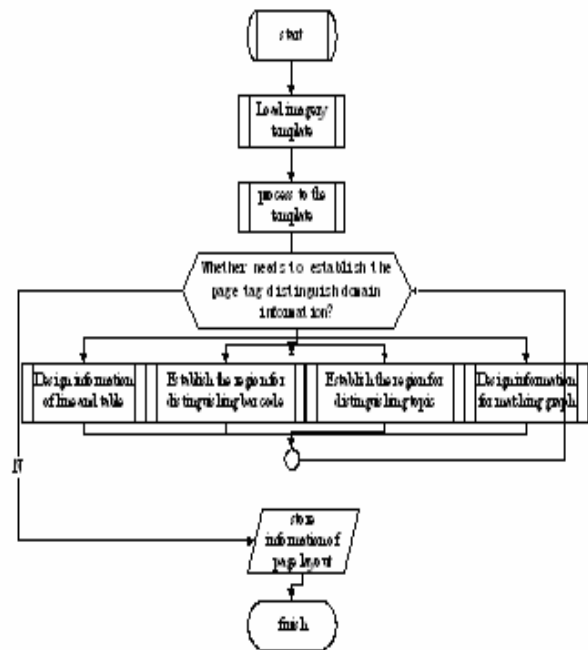 start
Load imagery
template
process to the
template
Whether needs to establish the
page tag distinguish domain
information?
Y
Design information
of line and table
Establish the region for
distinguishing bar code
Establish the region for
distinguishing topic
Design information
for matching graph
N
store
information of
page layout
finish